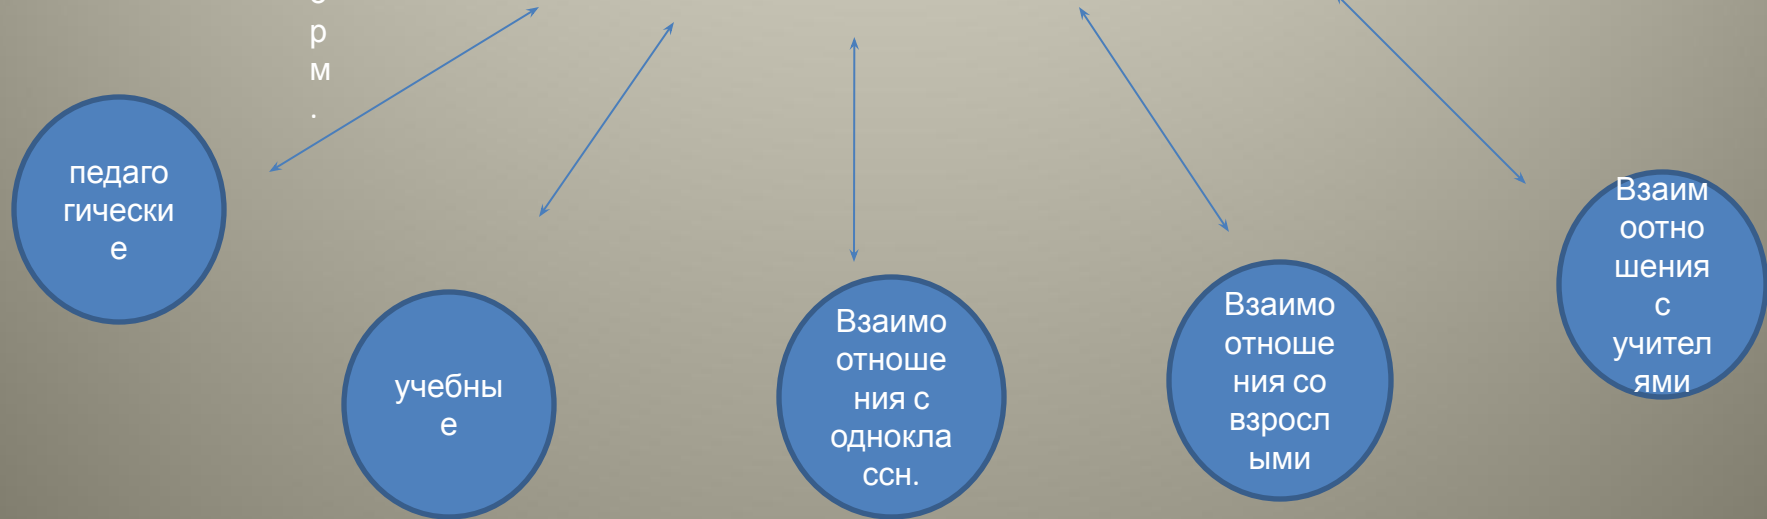 р
м
.
педаго
гически
е
учебны
е
Взаимо
отноше
ния с
однокла
ссн.
Взаимо
отноше
ния со
взросл
ыми
Взаим
оотно
шения
с
учител
ями